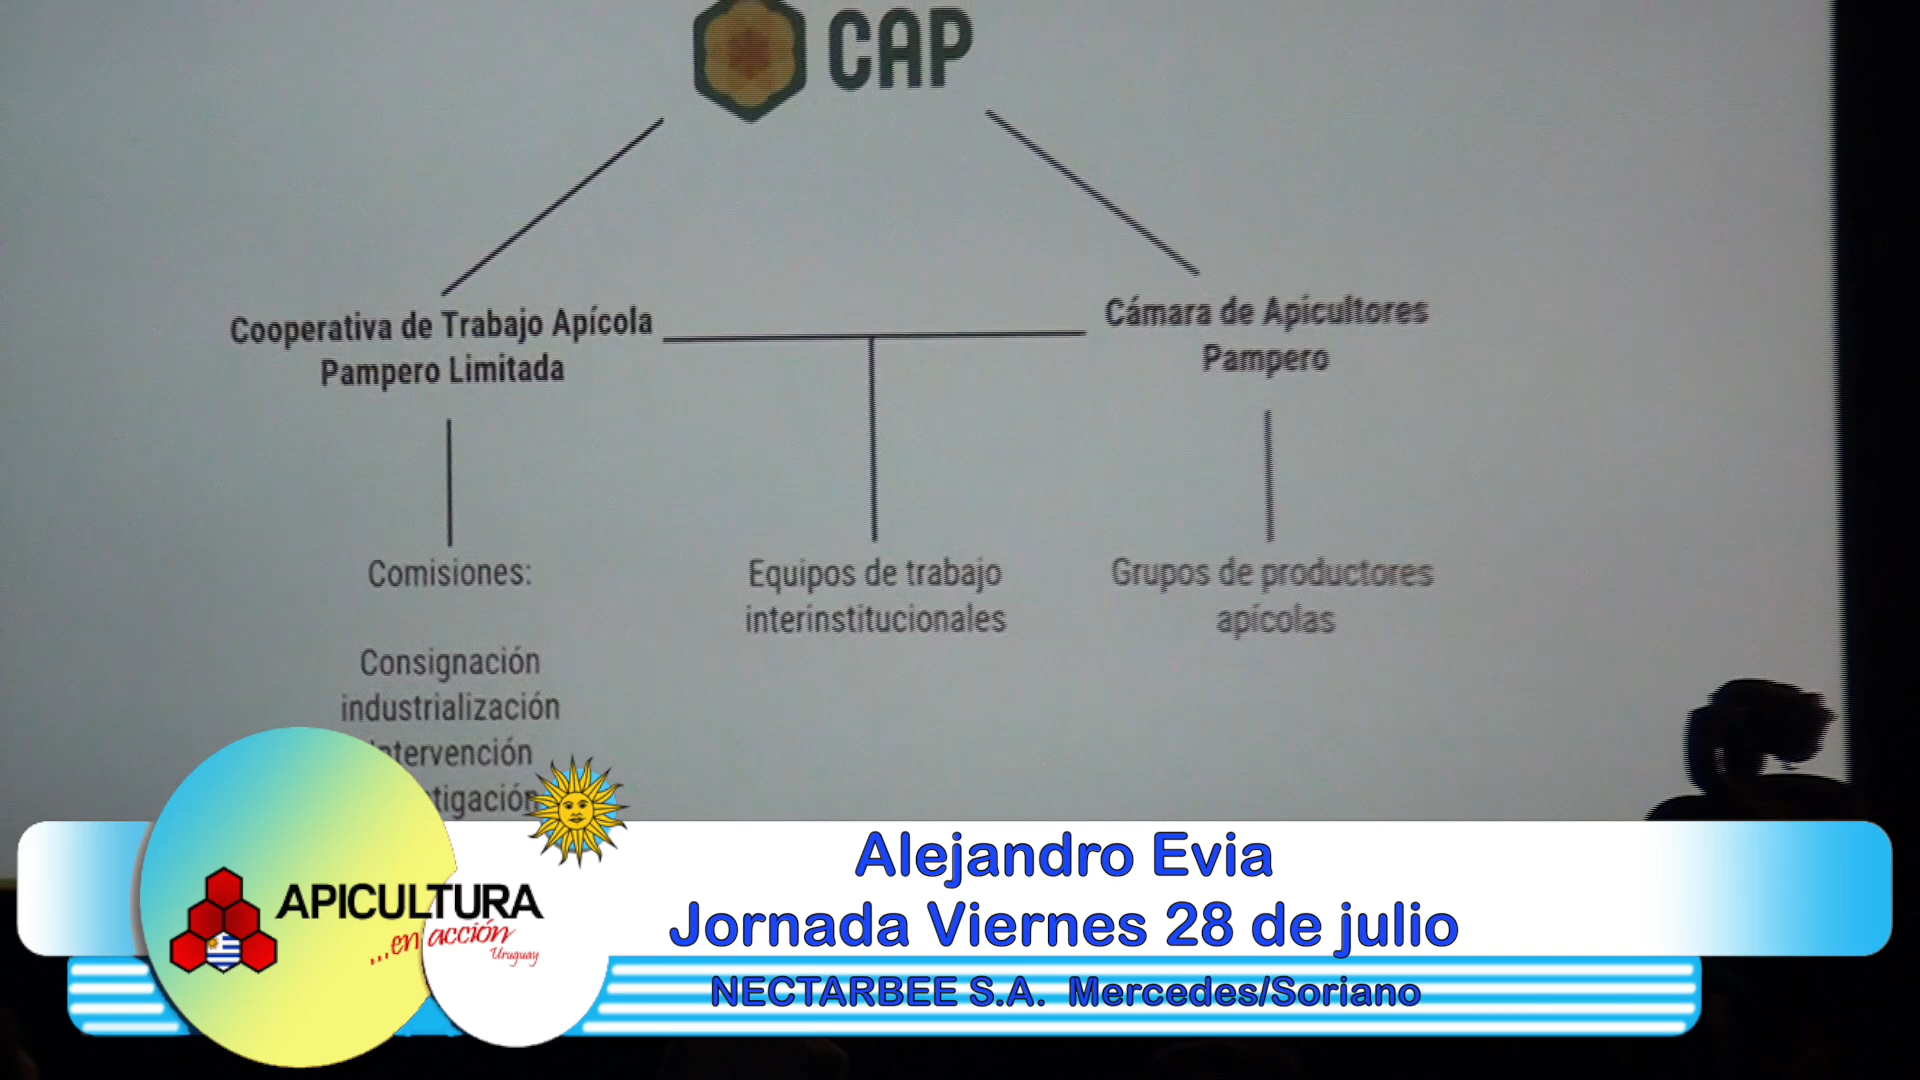 CAP
Cooperativa de Trabajo Apícola
Pampero Limitada
Cámara de Apicultores
Pampero
Comisiones:
Equipos de trabajo
interinstitucionales
Grupos de productores
apícolas
Consignación
industrialización
Alejandro Evia
Jornada Viernes 28 de julio
NECTARBEE S.A. Mercedes/Soriano
APICULTURA
...en acción
Uruguay